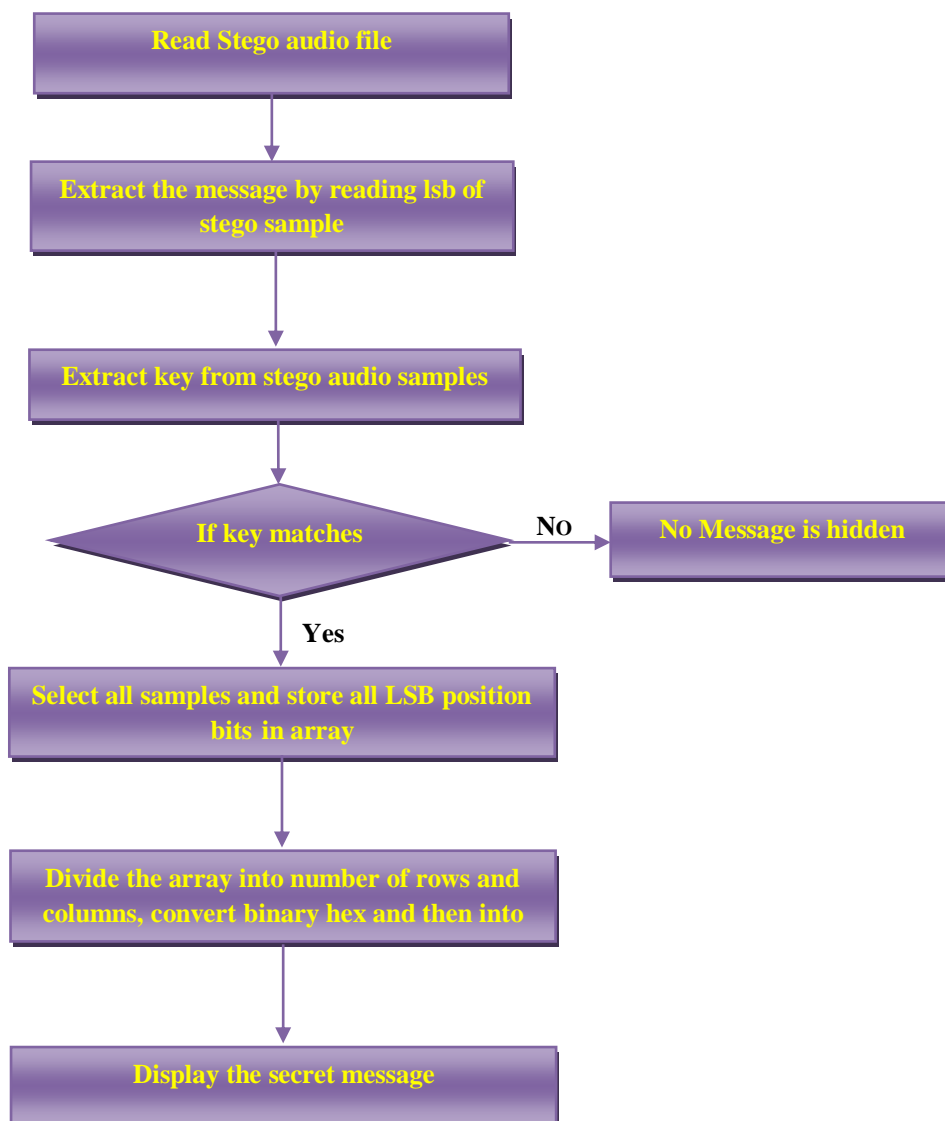 Read Stego audio file
Extract the message by reading lsb of
stego sample
Extract key from stego audio samples
If key matches
No
No Message is hidden
Yes
Select all samples and store all LSB position
bits in array
Divide the array into number of rows and
columns, convert binary hex and then into
Display the secret message